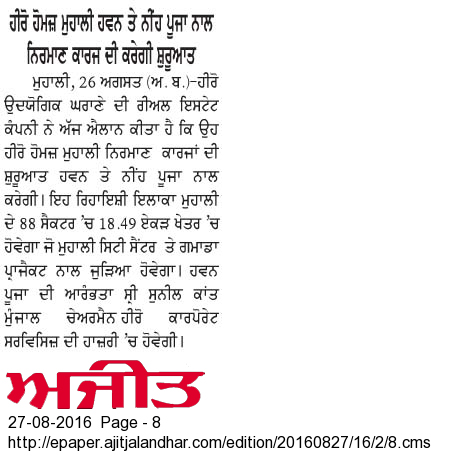 ਹੀਰੋ ਹੋਮਜ਼ ਮੁਹਾਲੀ ਹਵਨ ਤੇ ਨੀਂਹ ਪੂਜਾ ਨਾਲ
ਨਿਰਮਾਣ ਕਾਰਜ ਦੀ ਕਰੇਗੀ ਸ਼ੁਰੂਆਤ
ਮੁਹਾਲੀ, 26 ਅਗਸਤ (ਅ. ਬ.)-ਹੀਰੋ
ਉਦਯੋਗਿਕ ਘਰਾਣੇ ਦੀ ਰੀਅਲ ਇਸਟੇਟ
ਕੰਪਨੀ ਨੇ ਅੱਜ ਐਲਾਨ ਕੀਤਾ ਹੈ ਕਿ ਉਹ
ਹੀਰੋ ਹੋਮਜ਼ ਮੁਹਾਲੀ ਨਿਰਮਾਣ ਕਾਰਜਾਂ ਦੀ
ਸ਼ੁਰੂਆਤ ਹਵਨ ਤੇ ਨੀਂਹ ਪੂਜਾ ਨਾਲ
ਕਰੇਗੀ। ਇਹ ਰਿਹਾਇਸ਼ੀ ਇਲਾਕਾ ਮੁਹਾਲੀ
ਦੇ 88 ਸੈਕਟਰ 'ਚ 18.49 ਏਕੜ ਖੇਤਰ 'ਚ
ਹੋਵੇਗਾ ਜੋ ਮੁਹਾਲੀ ਸਿਟੀ ਸੈਂਟਰ ਤੇ ਗਮਾਡਾ
ਪ੍ਰਾਜੈਕਟ ਨਾਲ ਜੁੜਿਆ ਹੋਵੇਗਾ। ਹਵਨ
ਪੂਜਾ ਦੀ ਆਰੰਭਤਾ ਸ੍ਰੀ ਸੁਨੀਲ ਕਾਂਤ
ਮੁੰਜਾਲ ਚੇਅਰਮੈਨ ਹੀਰੋ ਕਾਰਪੋਰੇਟ
ਸਰਵਿਸਿਜ਼ ਦੀ ਹਾਜ਼ਰੀ 'ਚ ਹੋਵੇਗੀ।
ਅਜੀਤ
27-08-2016 Page - 8
http://epaper.ajitjalandhar.com/edition/20160827/16/2/8.cms